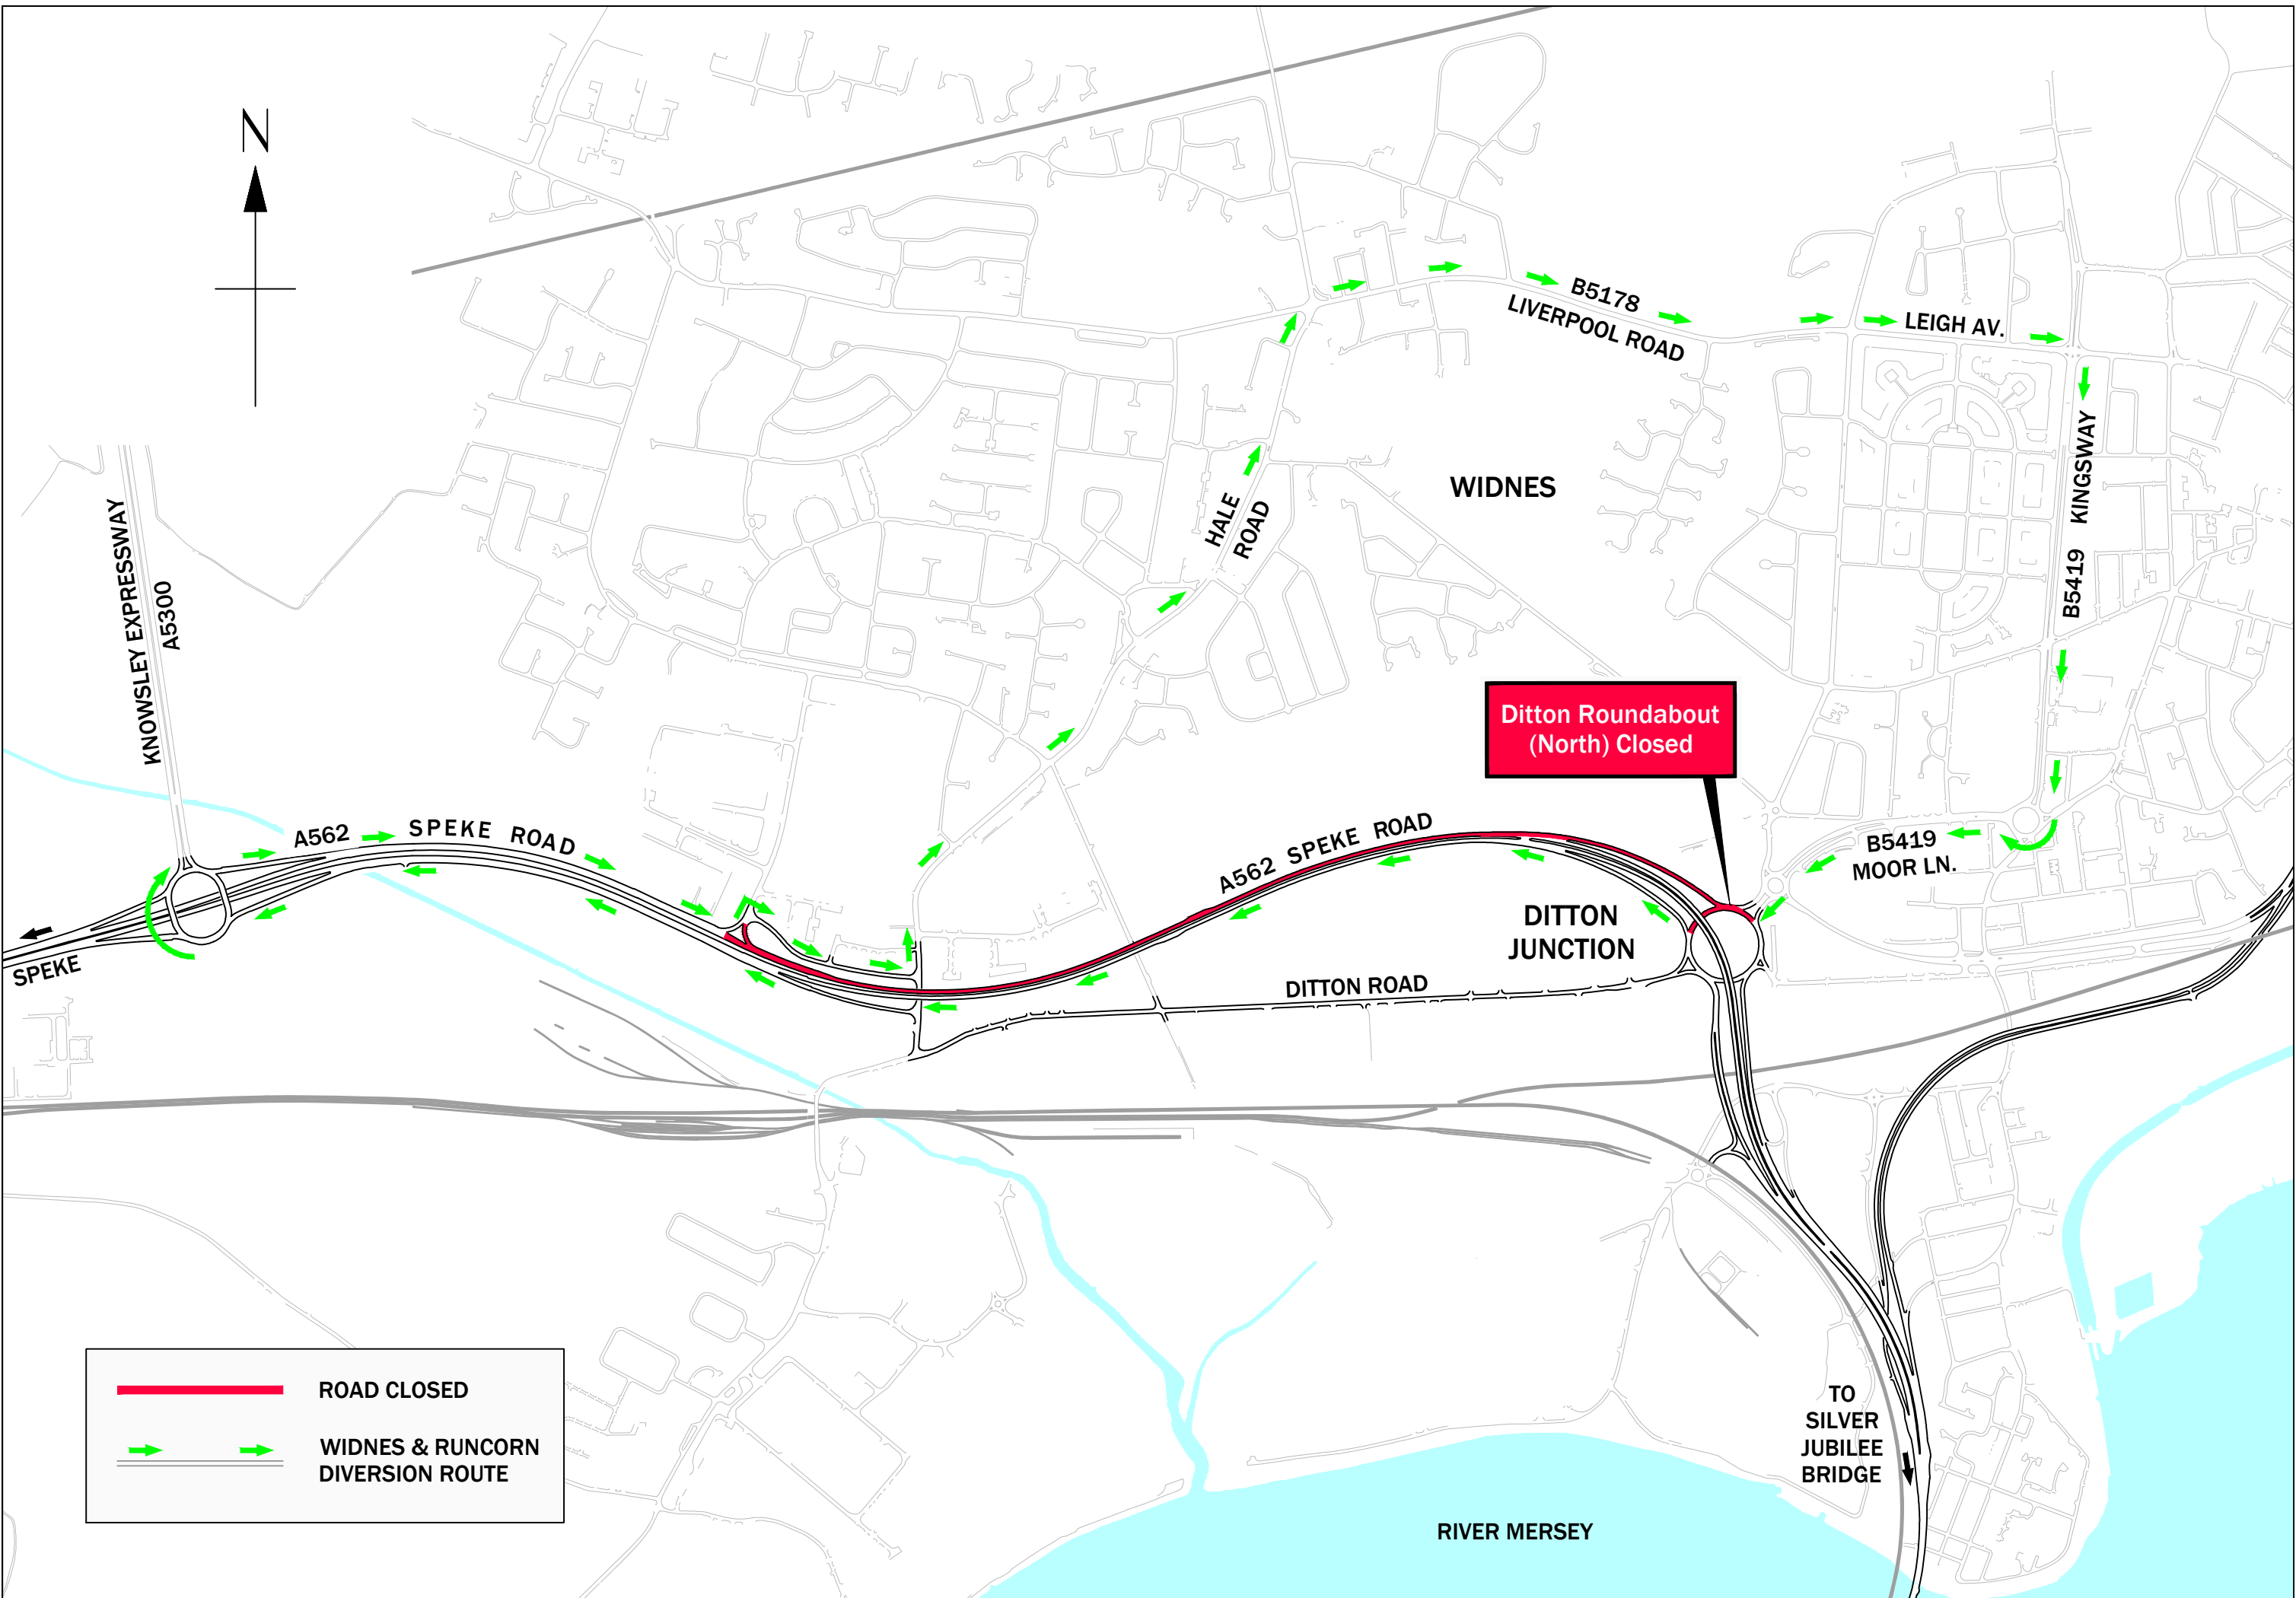 N
B5178
LIVERPOOL ROAD
LEIGH AV.
KINGSWAY
B5419
WIDNES
HALE
ROAD
KNOWSLEY EXPRESSWAY
A5300
Ditton Roundabout
(North) Closed
A562
SPEKE ROAD
A562 SPEKE ROAD
B5419
MOOR LN.
DITTON
JUNCTION
SPEKE
DITTON ROAD
ROAD CLOSED
WIDNES & RUNCORN
DIVERSION ROUTE
TO
SILVER
JUBILEE
BRIDGE
RIVER MERSEY